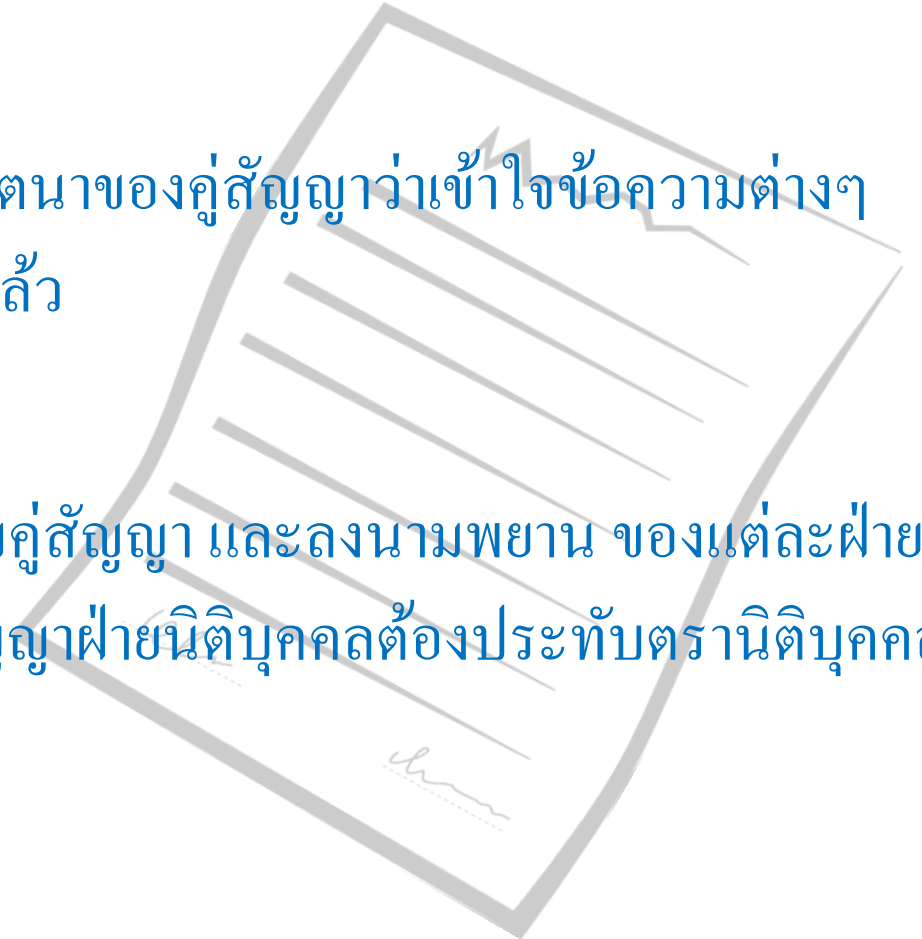 ตนาของคู่สัญญาว่าเข้าใจข้อความต่างๆ
ล้ว
คู่สัญญา และลงนามพยาน ของแต่ละฝ่าย
ญญาฝ่ายนิติบุคคลต้องประทับตรานิติบุคคล